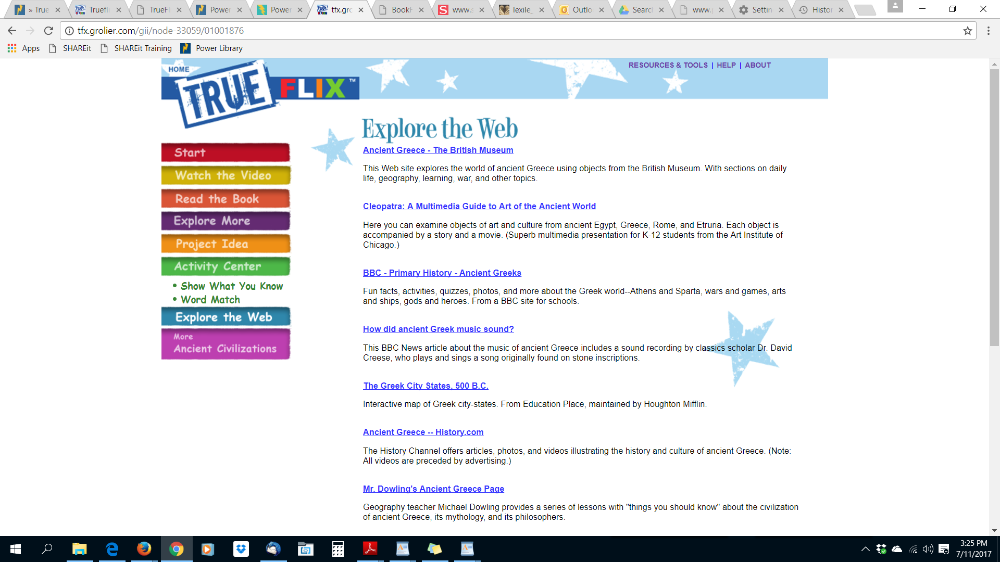 » True
Truefli
TrueFl
Power
Power
tfx.gro
BookF
www.s
lexile_
Outlo
Searc
www.
Settin
Histor
tfx.grolier.com/gii/node-33059/01001876
Apps SHAREit SHAREit Training Power Library
HOME
TRUE FLIX™
RESOURCES & TOOLS | HELP | ABOUT
Start
Watch the Video
Read the Book
Explore More
Project Idea
Activity Center
• Show What You Know
• Word Match
Explore the Web
More
Ancient Civilizations
Explore the Web
Ancient Greece - The British Museum
This Web site explores the world of ancient Greece using objects from the British Museum. With sections on daily
life, geography, learning, war, and other topics.
Cleopatra: A Multimedia Guide to Art of the Ancient World
Here you can examine objects of art and culture from ancient Egypt, Greece, Rome, and Etruria. Each object is
accompanied by a story and a movie. (Superb multimedia presentation for K-12 students from the Art Institute of
Chicago.)
BBC - Primary History - Ancient Greeks
Fun facts, activities, quizzes, photos, and more about the Greek world--Athens and Sparta, wars and games, arts
and ships, gods and heroes. From a BBC site for schools.
How did ancient Greek music sound?
This BBC News article about the music of ancient Greece includes a sound recording by classics scholar Dr. David
Creese, who plays and sings a song originally found on stone inscriptions.
The Greek City States, 500 B.C.
Interactive map of Greek city-states. From Education Place, maintained by Houghton Mifflin.
Ancient Greece -- History.com
The History Channel offers articles, photos, and videos illustrating the history and culture of ancient Greece. (Note:
All videos are preceded by advertising.)
Mr. Dowling's Ancient Greece Page
Geography teacher Michael Dowling provides a series of lessons with "things you should know" about the civilization
of ancient Greece, its mythology, and its philosophers.
3:25 PM
7/11/2017